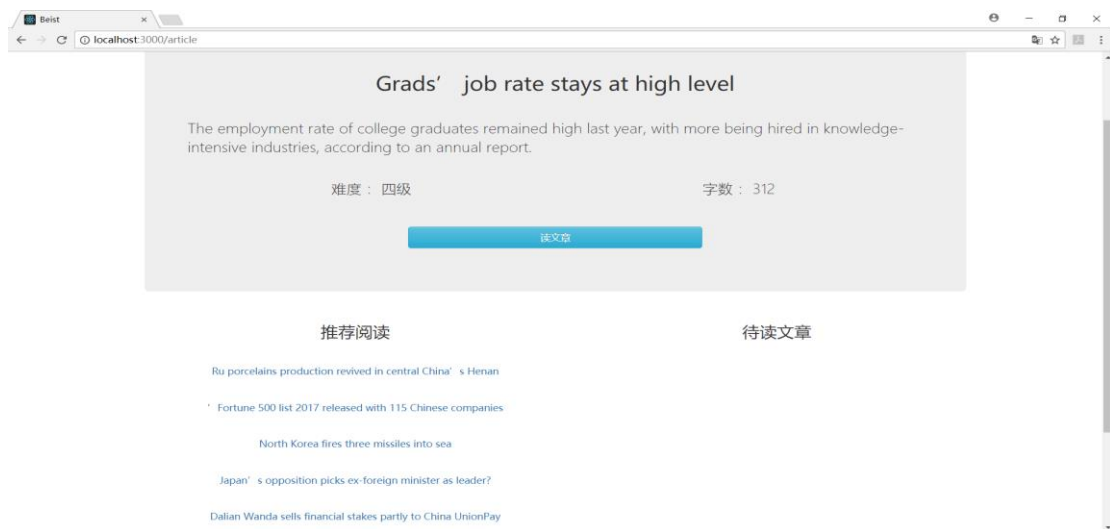 Beist
localhost:3000/article
Grads’ job rate stays at high level
The employment rate of college graduates remained high last year, with more being hired in knowledge-
intensive industries, according to an annual report.
难度： 四级
字数： 312
读文章
推荐阅读
待读文章
Ru porcelains production revived in central China’s Henan
’Fortune 500 list 2017 released with 115 Chinese companies
North Korea fires three missiles into sea
Japan’s opposition picks ex-foreign minister as leader?
Dalian Wanda sells financial stakes partly to China UnionPay